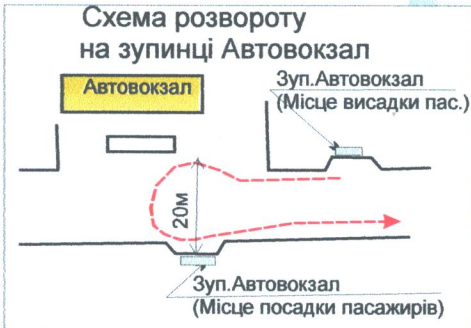 Схема розвороту
на зупинці Автовокзал
Автовокзал
Зуп.Автовокзал
(Місце висадки пас.)
20м
Зуп.Автовокзал
(Місце посадки пасажирів)